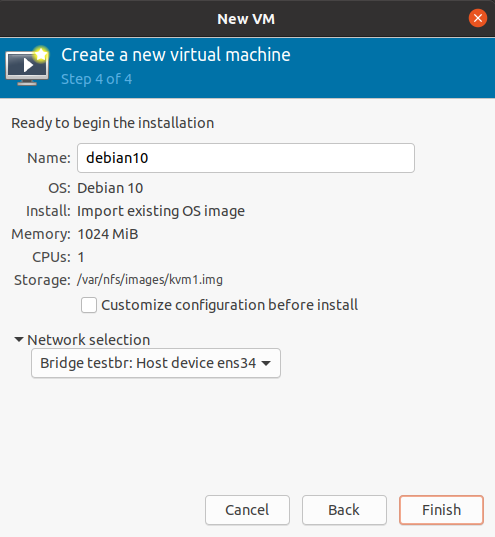 New VM
Create a new virtual machine
Step 4 of 4
Ready to begin the installation
Name: debian10
OS: Debian 10
Install: Import existing OS image
Memory: 1024 MiB
CPUs: 1
Storage: /var/nfs/images/kvm1.img
Customize configuration before install
Network selection
Bridge testbr: Host device ens34
Cancel Back Finish